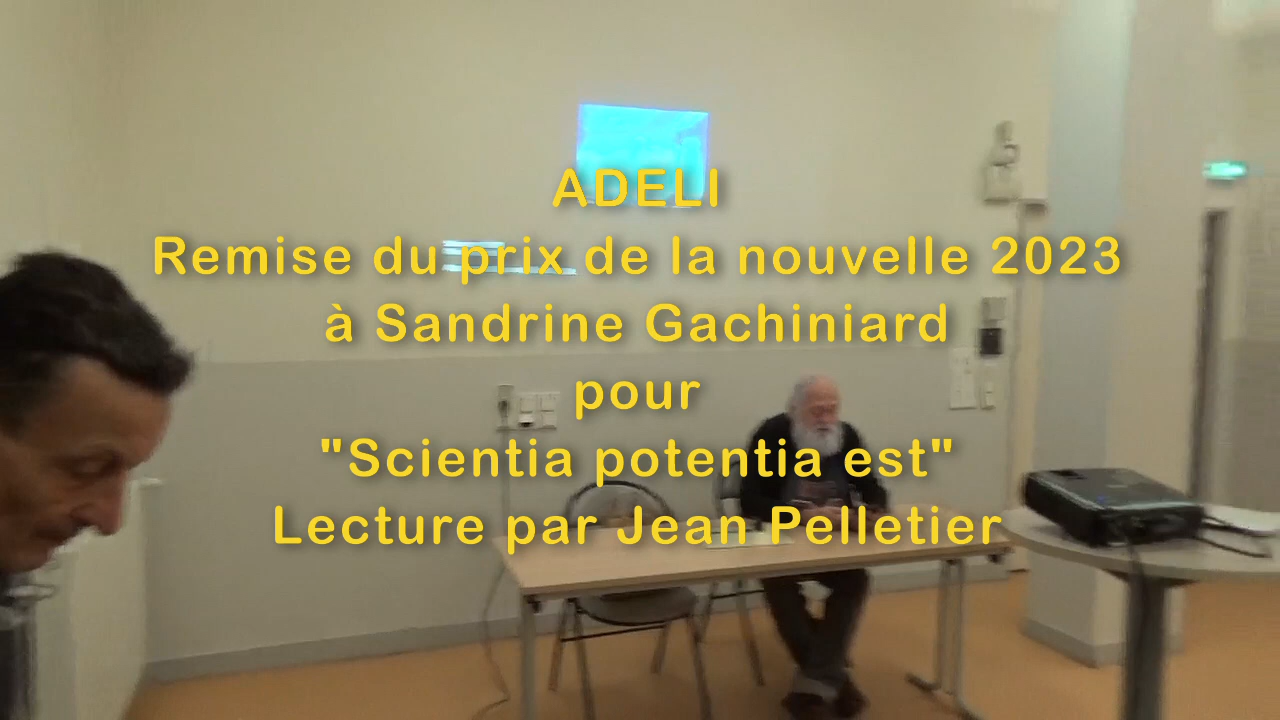 ADELI
Remise du prix de la nouvelle 2023
à Sandrine Gachiniard
pour
"Scientia potentia est"
Lecture par Jean Pelletier